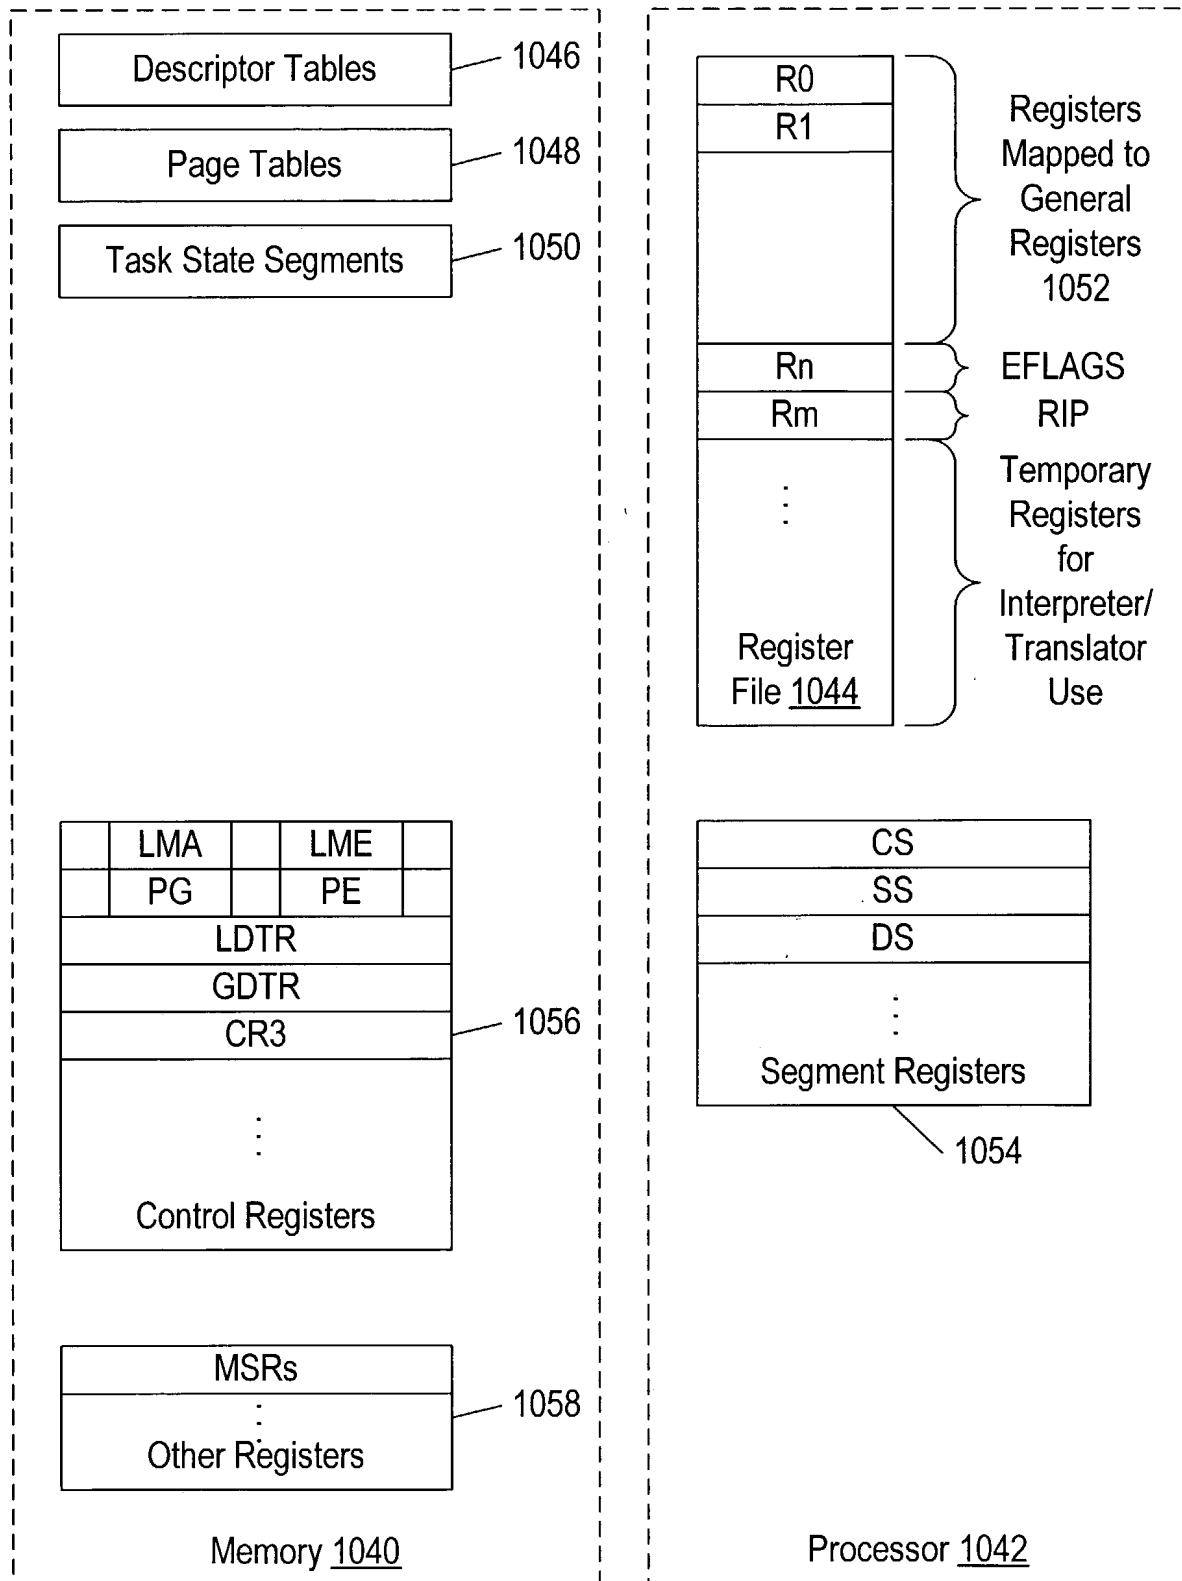 Descriptor Tables
1046
Page Tables
1048
Task State Segments
1050
LMA
LME
PG
PE
LDTR
GDTR
CR3
1056
Control Registers
MSRs
1058
Other Registers
Memory 1040
R0
R1
Registers
Mapped to
General
Registers
1052
Rn
EFLAGS
Rm
RIP
Temporary
Registers
for
Interpreter/
Translator
Use
Register
File 1044
CS
SS
DS
Segment Registers
1054
Processor 1042